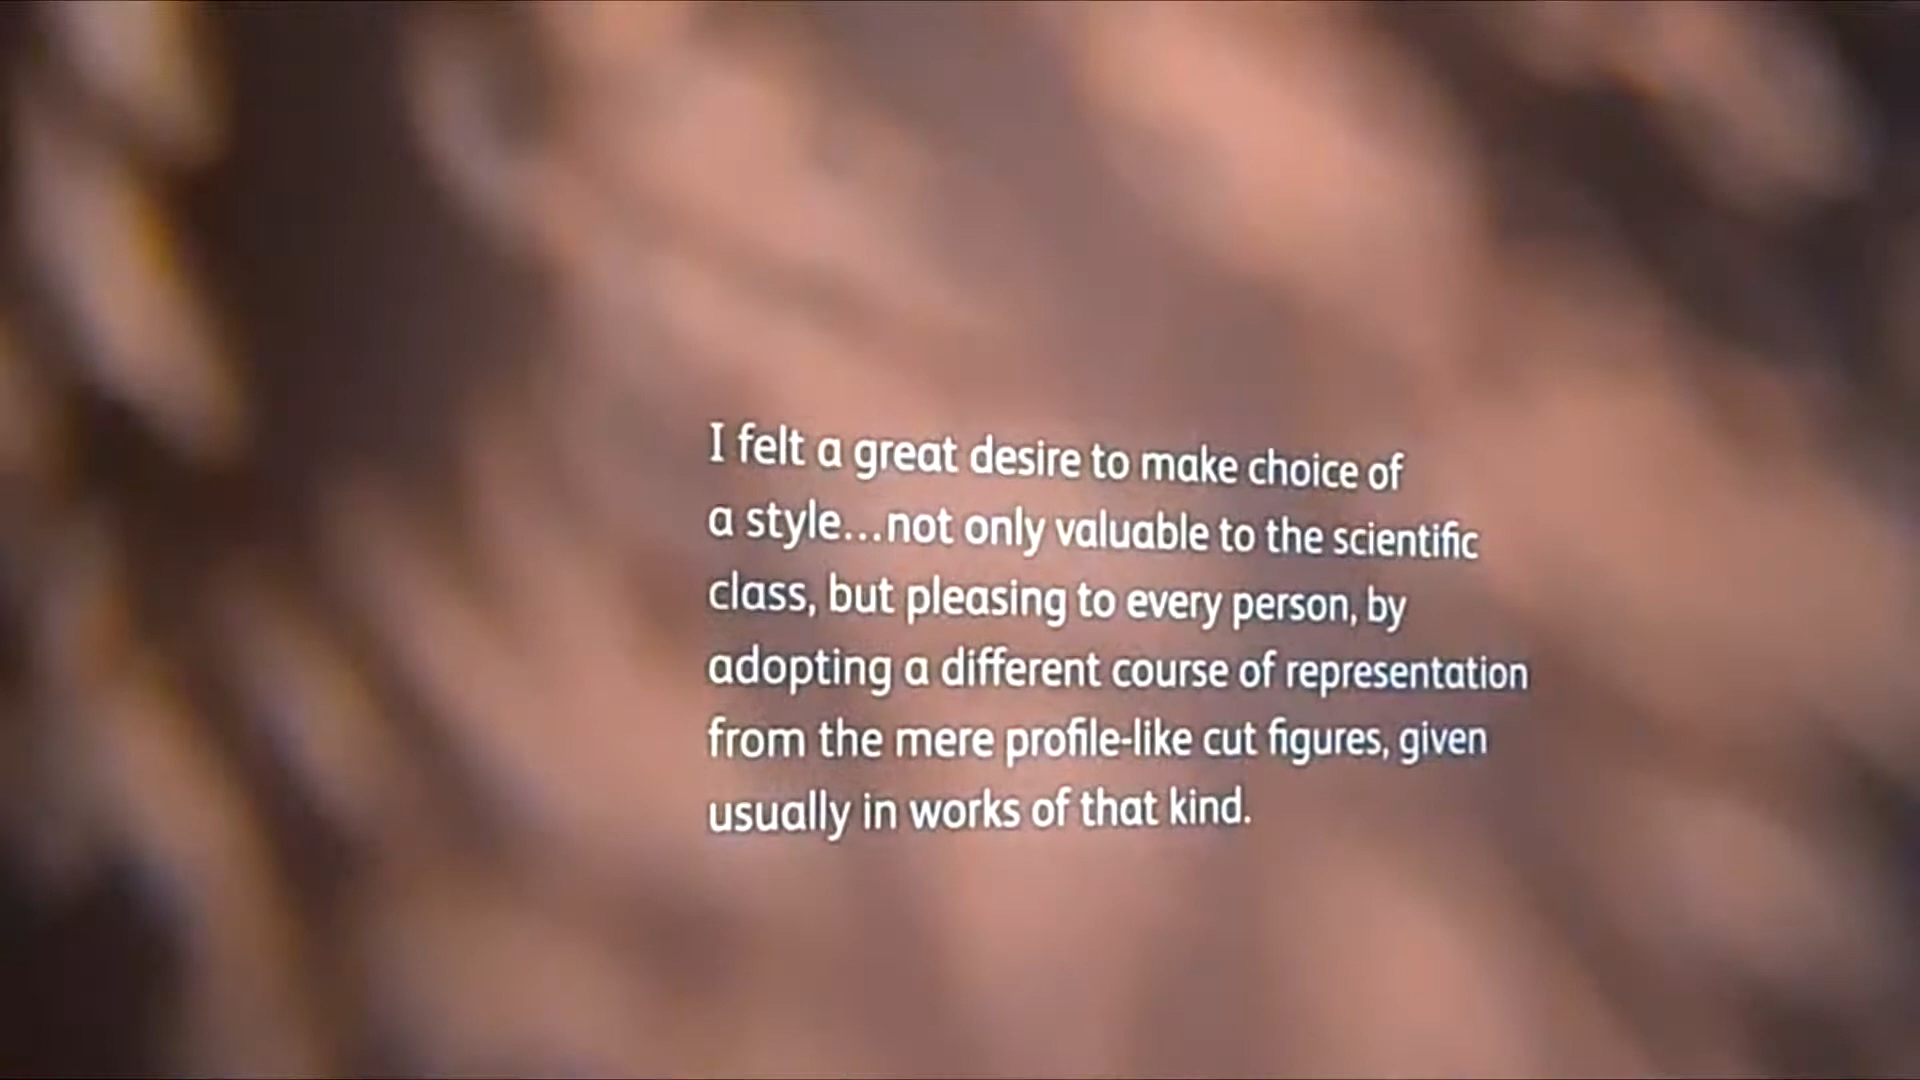 I felt a great desire to make choice of
a style...not only valuable to the scientific
class, but pleasing to every person, by
adopting a different course of representation
from the mere profile-like cut figures, given
usually in works of that kind.